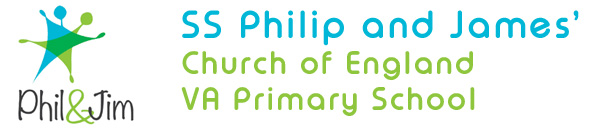 SS Philip and James’
Church of England
VA Primary School
Phil&Jim